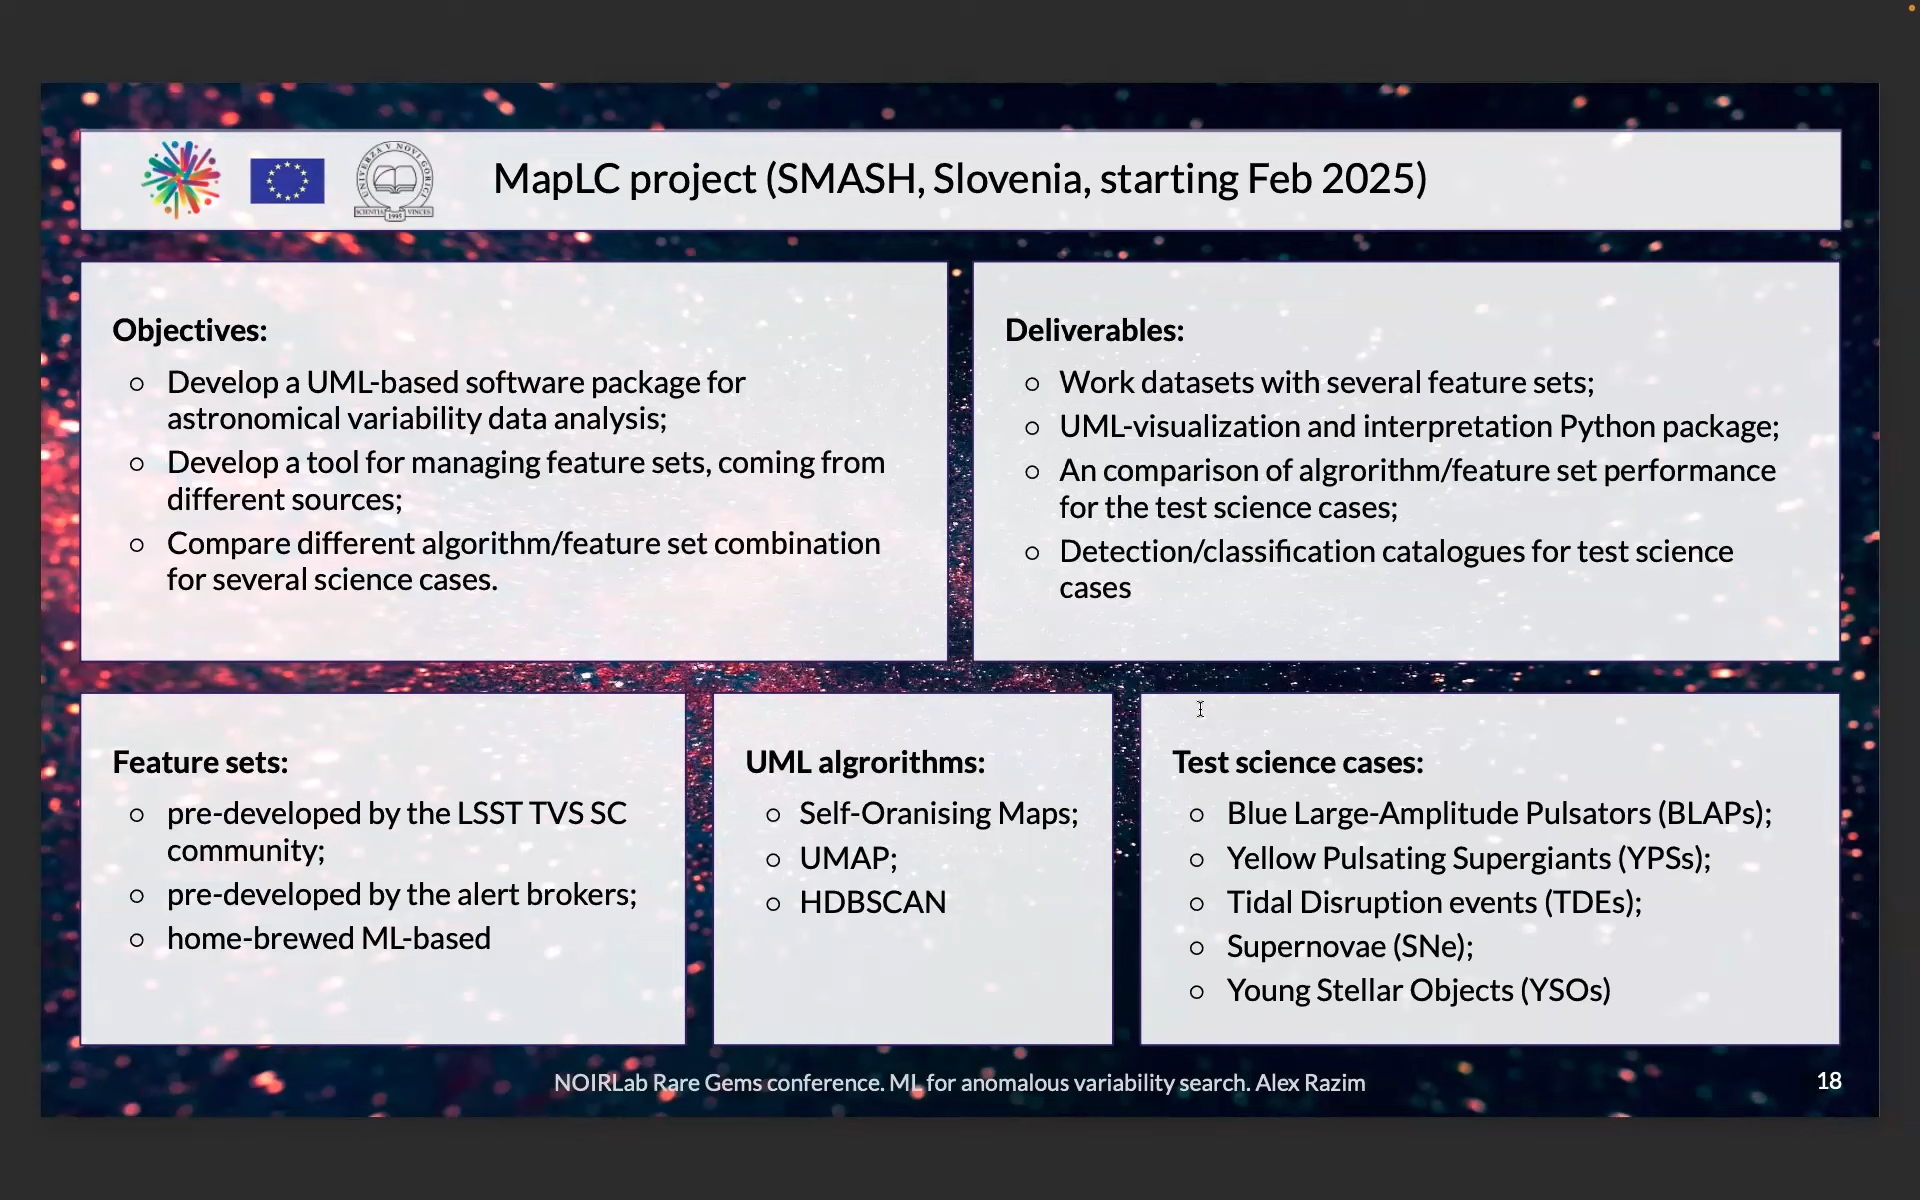 UNIVERZA V NOVI GORICI
SCIENTIA VINCES
1995
MapLC project (SMASH, Slovenia, starting Feb 2025)
Objectives:
○ Develop a UML-based software package for
astronomical variability data analysis;
○ Develop a tool for managing feature sets, coming from
different sources;
○ Compare different algorithm/feature set combination
for several science cases.
Deliverables:
○ Work datasets with several feature sets;
○ UML-visualization and interpretation Python package;
○ An comparison of algrorithm/feature set performance
for the test science cases;
○ Detection/classification catalogues for test science
cases
Feature sets:
○ pre-developed by the LSST TVS SC
community;
○ pre-developed by the alert brokers;
○ home-brewed ML-based
UML algrorithms:
○ Self-Oranising Maps;
○ UMAP;
○ HDBSCAN
Test science cases:
○ Blue Large-Amplitude Pulsators (BLAPs);
○ Yellow Pulsating Supergiants (YPSs);
○ Tidal Disruption events (TDEs);
○ Supernovae (SNe);
○ Young Stellar Objects (YSOs)
NOIRLab Rare Gems conference. ML for anomalous variability search. Alex Razim
18